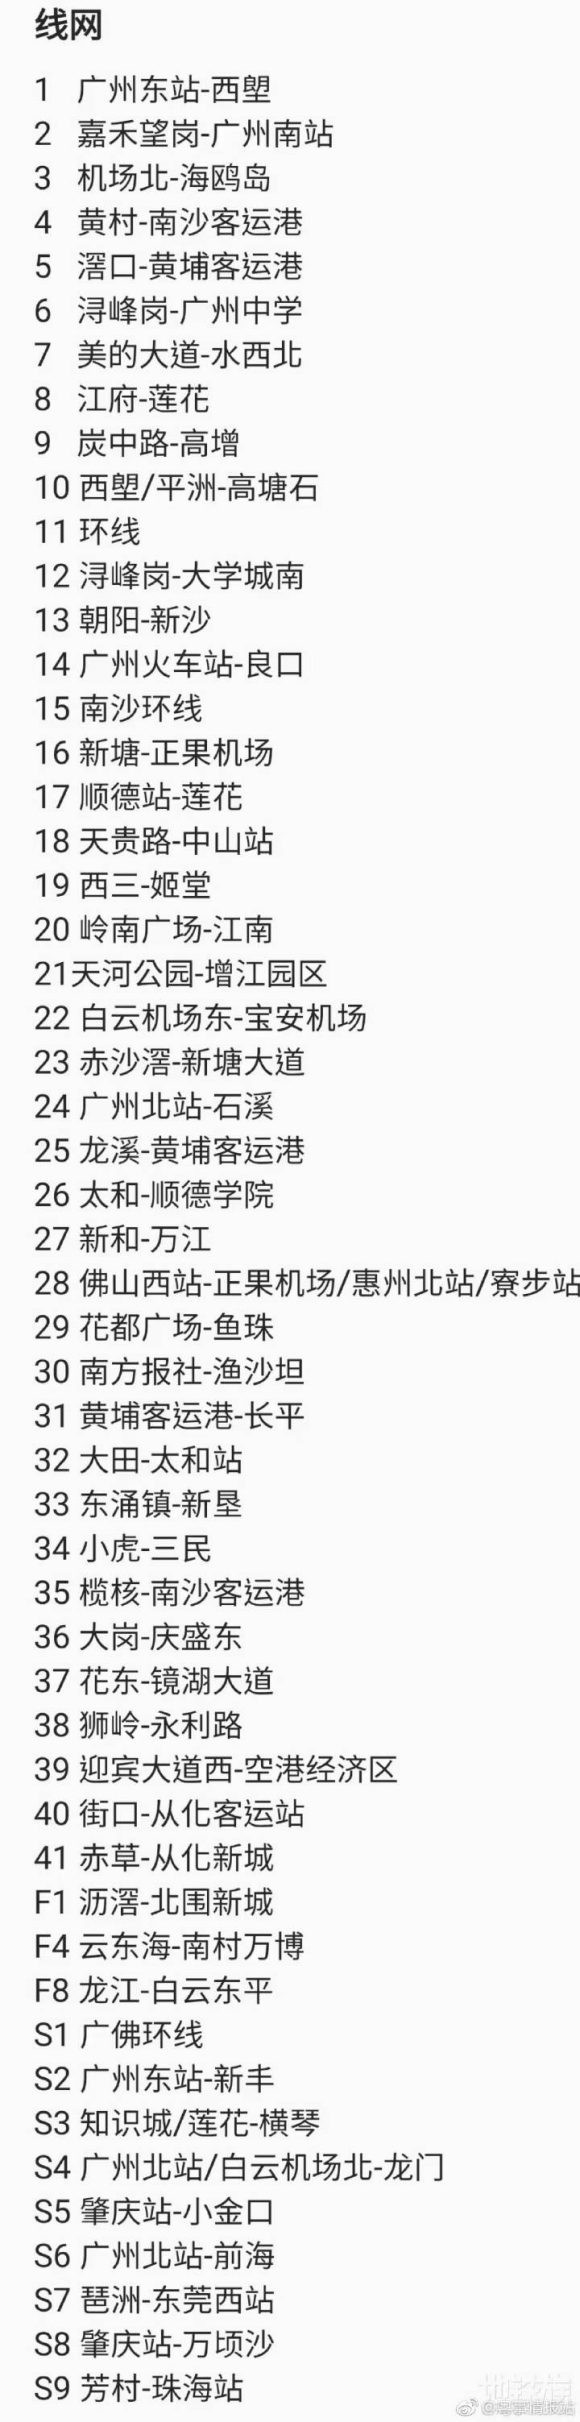 线网
1 广州东站-西塱
2 嘉禾望岗-广州南站
3 机场北-海鸥岛
4 黄村-南沙客运港
5 滘口-黄埔客运港
6 浔峰岗-广州中学
7 美的大道-水西北
8 江府-莲花
9 炭中路-高增
10 西塱/平洲-高塘石
11 环线
12 浔峰岗-大学城南
13 朝阳-新沙
14 广州火车站-良口
15 南沙环线
16 新塘-正果机场
17 顺德站-莲花
18 天贵路-中山站
19 西三-姬堂
20 岭南广场-江南
21天河公园-增江园区
22 白云机场东-宝安机场
23 赤沙滘-新塘大道
24 广州北站-石溪
25 龙溪-黄埔客运港
26 太和-顺德学院
27 新和-万江
28 佛山西站-正果机场/惠州北站/寮步站
29 花都广场-鱼珠
30 南方报社-渔沙坦
31 黄埔客运港-长平
32 大田-太和站
33 东涌镇-新垦
34 小虎-三民
35 榄核-南沙客运港
36 大岗-庆盛东
37 花东-镜湖大道
38 狮岭-永利路
39 迎宾大道西-空港经济区
40 街口-从化客运站
41 赤草-从化新城
F1 沥滘-北围新城
F4 云东海-南村万博
F8 龙江-白云东平
S1 广佛环线
S2 广州东站-新丰
S3 知识城/莲花-横琴
S4 广州北站/白云机场北-龙门
S5 肇庆站-小金口
S6 广州北站-前海
S7 琶洲-东莞西站
S8 肇庆站-万顷沙
S9 芳村-珠海站